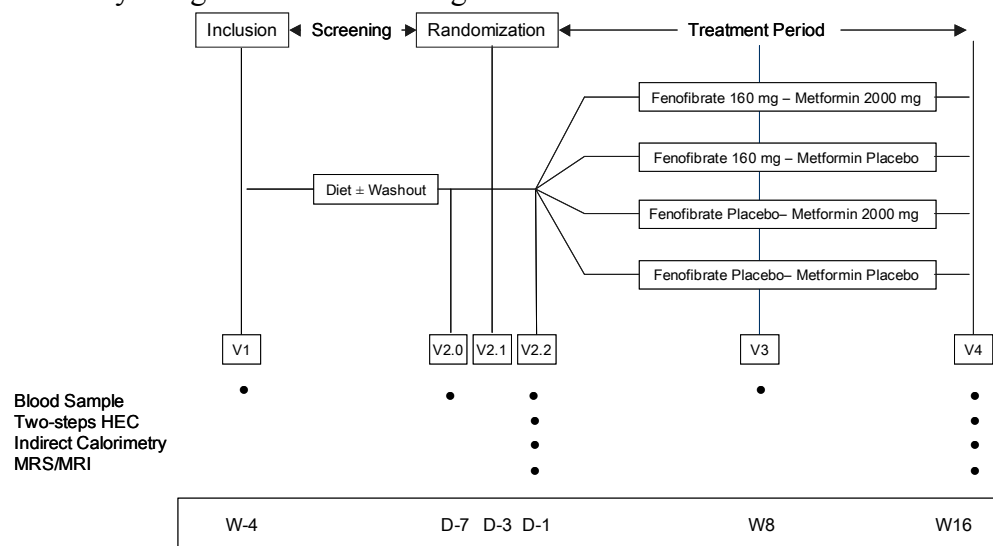 Inclusion Screening Randomization Treatment Period
Fenofibrate 160 mg – Metformin 2000 mg
Fenofibrate 160 mg – Metformin Placebo
Diet ± Washout
Fenofibrate Placebo– Metformin 2000 mg
Fenofibrate Placebo– Metformin Placebo
V1 V2.0 V2.1 V2.2 V3 V4
Blood Sample
Two-steps HEC
Indirect Calorimetry
MRS/MRI
W-4 D-7 D-3 D-1 W8 W16